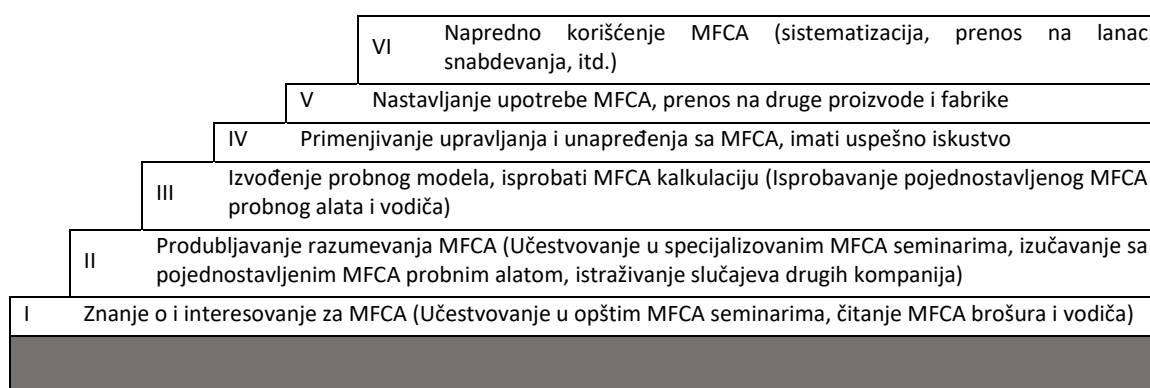 VI Napredno korišćenje MFCA (sistematizacija, prenos na lanac
snabdevanja, itd.)
V Nastavljanje upotrebe MFCA, prenos na druge proizvode i fabrike
IV Primenjivanje upravljanja i unapređenja sa MFCA, imati uspešno iskustvo
III Izvođenje probnog modela, isprobati MFCA kalkulaciju (Isprobavanje pojednostavljenog MFCA
probnog alata i vodiča)
II Produbljavanje razumevanja MFCA (Učestvovanje u specijalizovanim MFCA seminarima, izučavanje sa
pojednostavljenim MFCA probnim alatom, istraživanje slučajeva drugih kompanija)
I Znanje o i interesovanje za MFCA (Učestvovanje u opštim MFCA seminarima, čitanje MFCA brošura i vodiča)